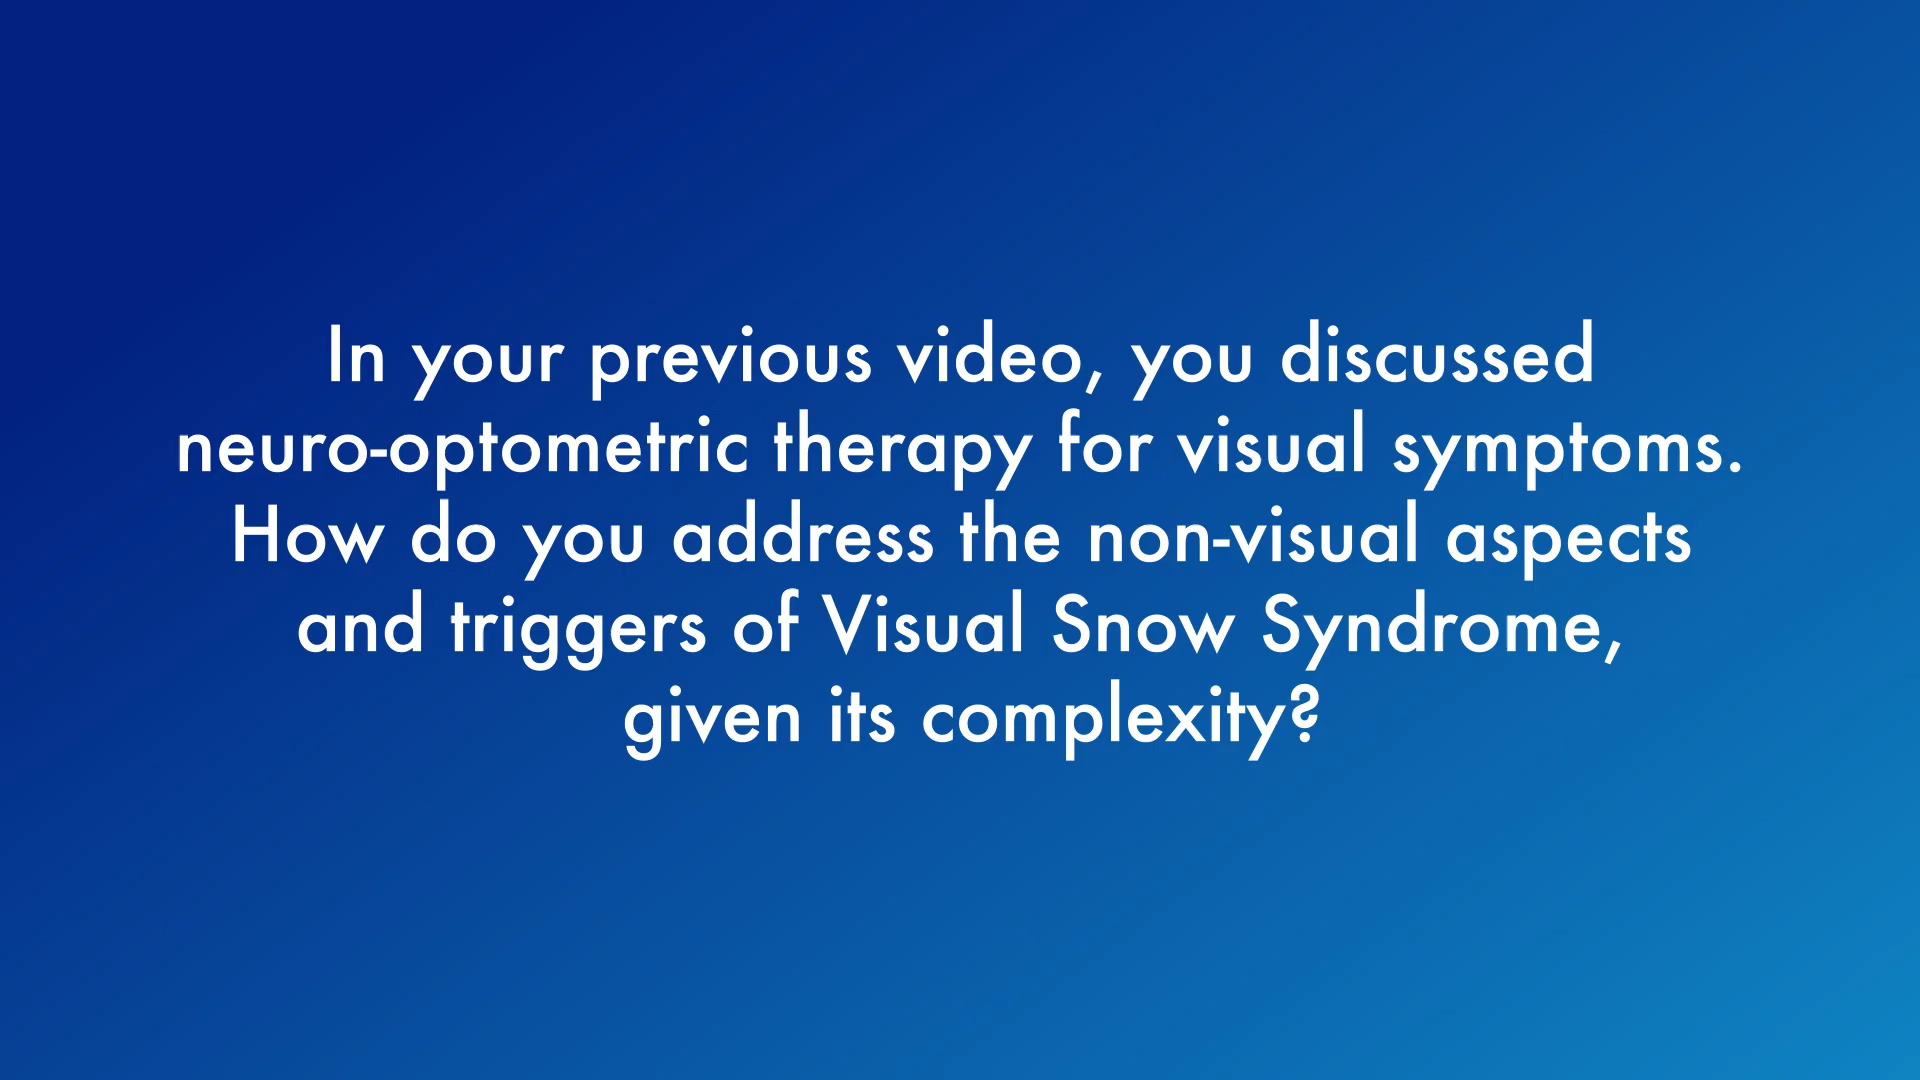 In your previous video, you discussed
neuro-optometric therapy for visual symptoms.
How do you address the non-visual aspects
and triggers of Visual Snow Syndrome,
given its complexity?